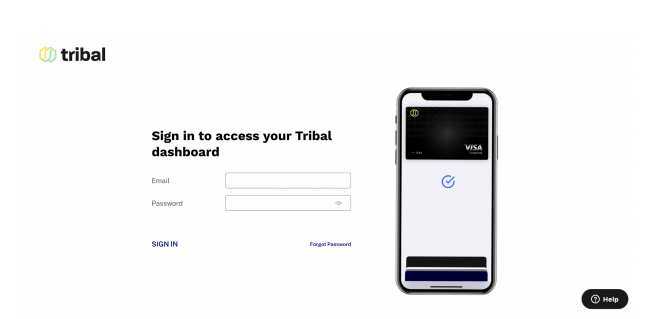 tribal
Sign in to access your Tribal
dashboard
Email
Password
SIGN IN
Forgot Password
VISA
Help